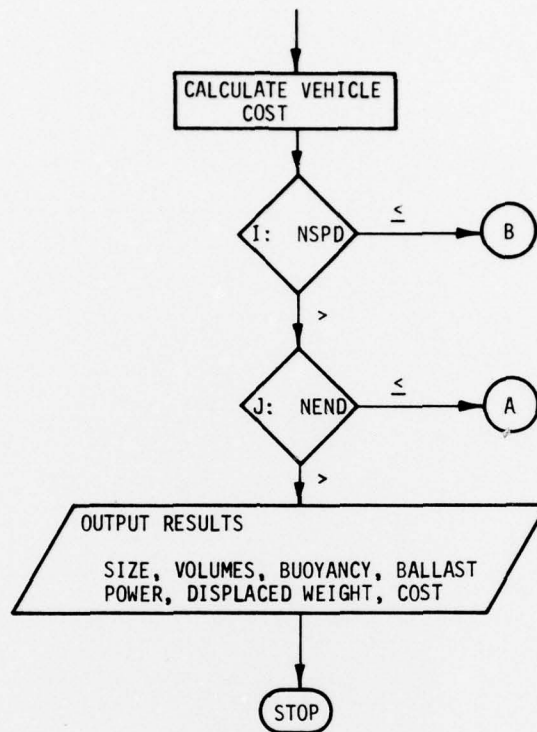 CALCULATE VEHICLE
COST
I: NSPD
≤
B
>
J: NEND
≤
A
>
OUTPUT RESULTS
SIZE, VOLUMES, BUOYANCY, BALLAST
POWER, DISPLACED WEIGHT, COST
STOP